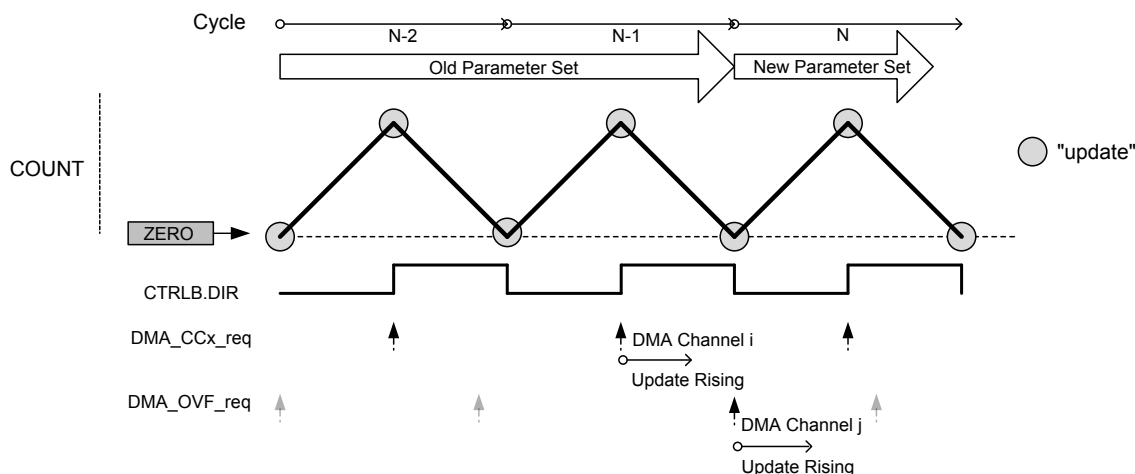 Cycle
N-2
N-1
N
Old Parameter Set
New Parameter Set
COUNT
"update"
ZERO
CTRLB.DIR
DMA_CCx_req
DMA Channel i
Update Rising
DMA_OVF_req
DMA Channel j
Update Rising